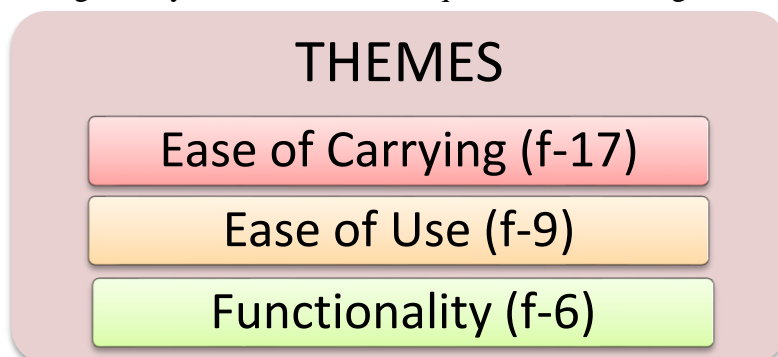 THEMES
Ease of Carrying (f-17)
Ease of Use (f-9)
Functionality (f-6)